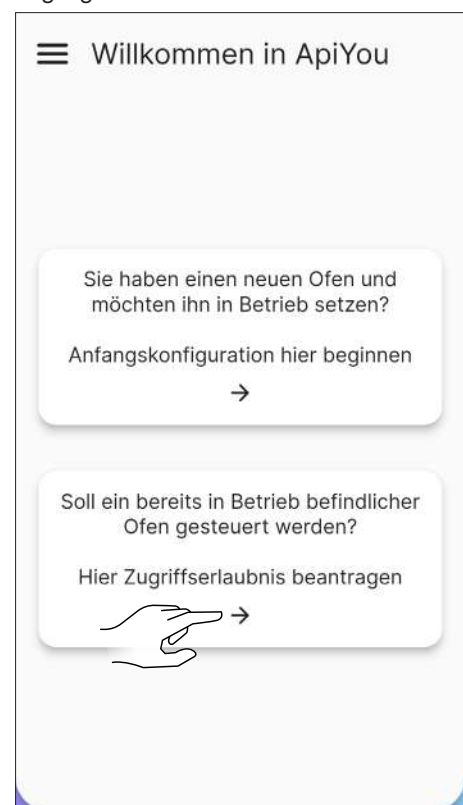 Willkommen in ApiYou
Sie haben einen neuen Ofen und
möchten ihn in Betrieb setzen?
Anfangskonfiguration hier beginnen
→
Soll ein bereits in Betrieb befindlicher
Ofen gesteuert werden?
Hier Zugriffserlaubnis beantragen
→